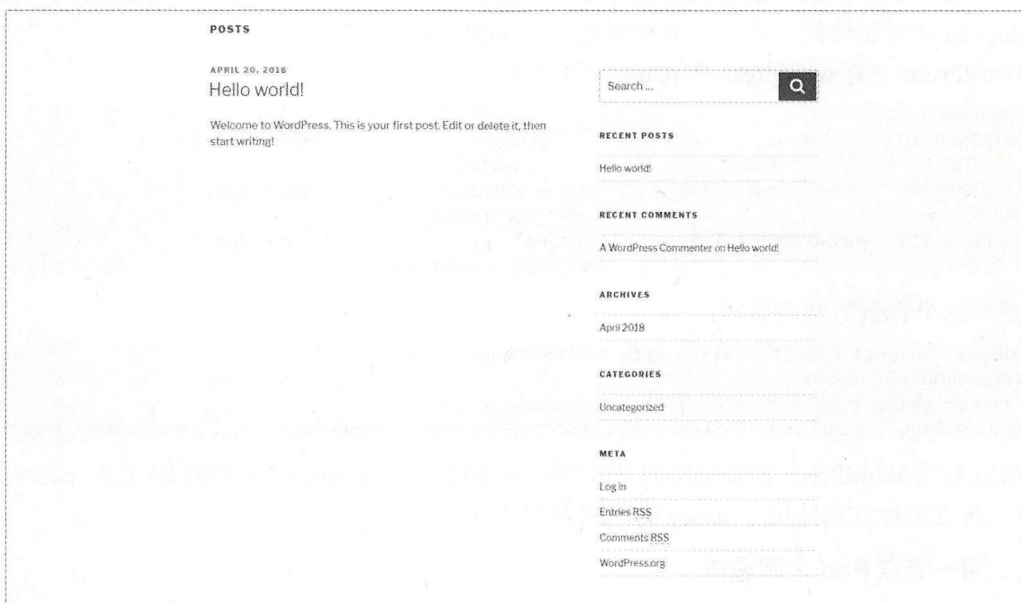 POSTS
APRIL 20, 2018
Hello world!
Welcome to WordPress. This is your first post. Edit or delete it, then
start writing!
Search ...
RECENT POSTS
Hello world!
RECENT COMMENTS
A WordPress Commenter on Hello world!
ARCHIVES
April 2018
CATEGORIES
Uncategorized
META
Log in
Entries RSS
Comments RSS
WordPress.org